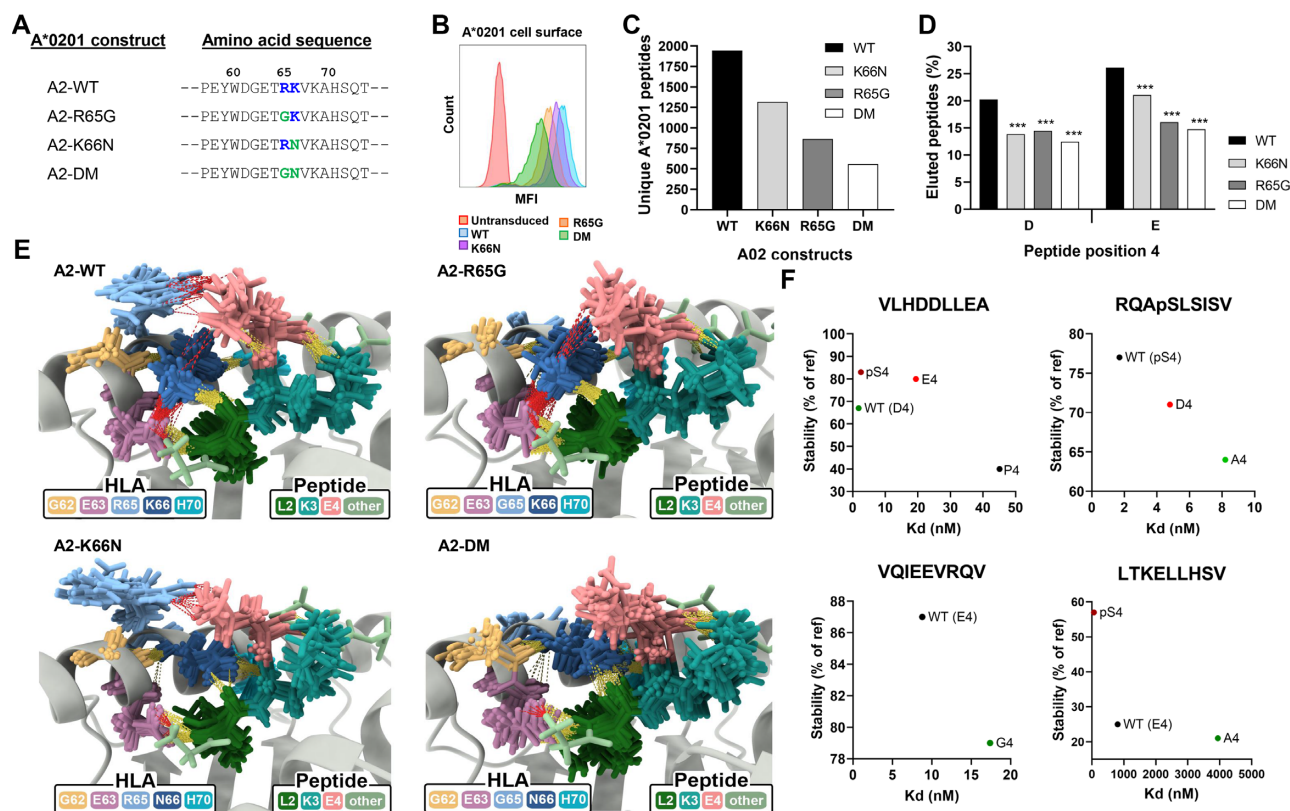 A
A*0201 construct
Amino acid sequence
60 65 70
A2-WT --PEYWDGETRKVKAHSQT--
A2-R65G --PEYWDGETGKVKAHSQT--
A2-K66N --PEYWDGETRNVKAHSQT--
A2-DM --PEYWDGETGNVKAHSQT--
B
A*0201 cell surface
Count
MFI
Untransduced
WT
K66N
R65G
DM
C
Unique A*0201 peptides
2000
1750
1500
1250
1000
750
500
250
0
WT
K66N
R65G
DM
WT K66N R65G DM
A02 constructs
D
Eluted peptides (%)
30
25
20
15
10
5
0
*** *** ***
*** *** ***
WT
K66N
R65G
DM
D E
Peptide position 4
E
A2-WT
HLA
G62 E63 R65 K66 H70
Peptide
L2 K3 E4 other
A2-R65G
HLA
G62 E63 G65 K66 H70
Peptide
L2 K3 E4 other
A2-K66N
HLA
G62 E63 R65 N66 H70
Peptide
L2 K3 E4 other
A2-DM
HLA
G62 E63 G65 N66 H70
Peptide
L2 K3 E4 other
F
VLHDDLLEA
Stability (% of ref)
100
90
80
70
60
50
40
30
pS4
E4
WT (D4)
P4
0 10 20 30 40 50
Kd (nM)
RQApSLSISV
Stability (% of ref)
80
75
70
65
60
WT (pS4)
D4
A4
0 2 4 6 8 10
Kd (nM)
VQIEEVRQV
Stability (% of ref)
88
86
84
82
80
78
WT (E4)
G4
0 5 10 15 20
Kd (nM)
LTKELLHSV
Stability (% of ref)
60
50
40
30
20
pS4
WT (E4)
A4
0 1000 2000 3000 4000 5000
Kd (nM)